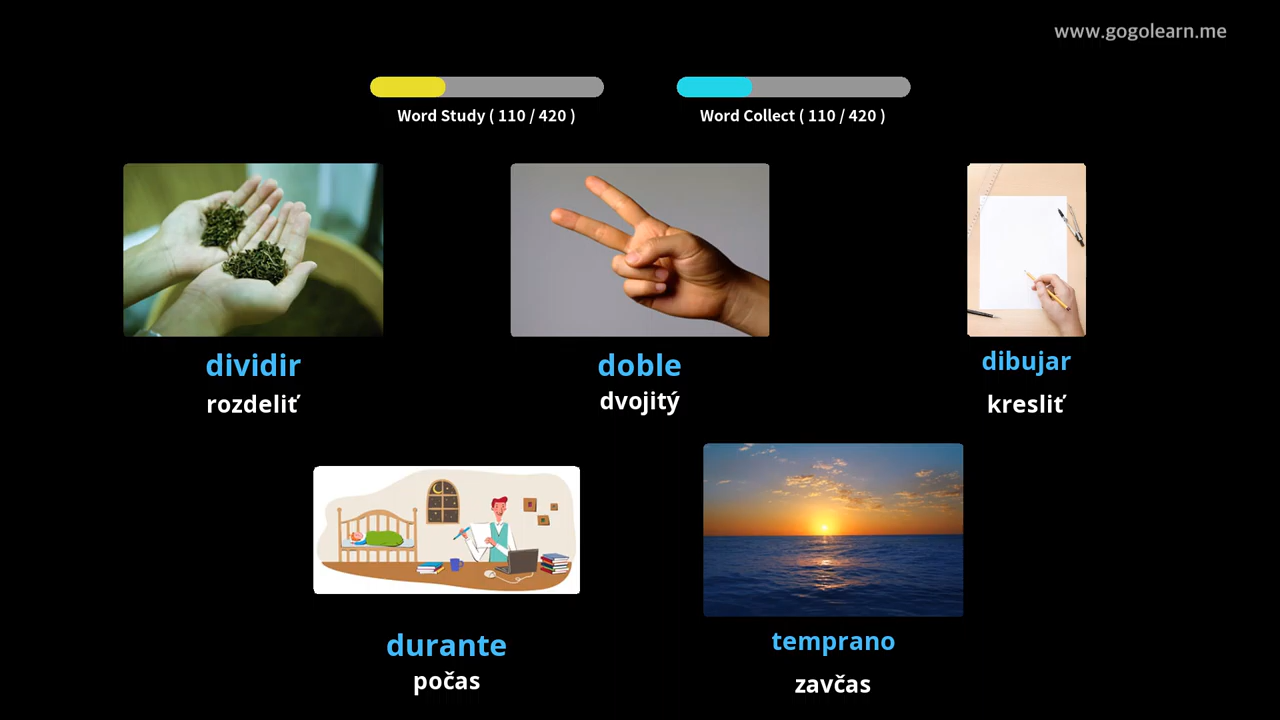 www.gogolearn.me
Word Study ( 110 / 420 )
Word Collect ( 110 / 420 )
dividir
rozdeliť
doble
dvojitý
dibujar
kresliť
durante
počas
temprano
zavčas